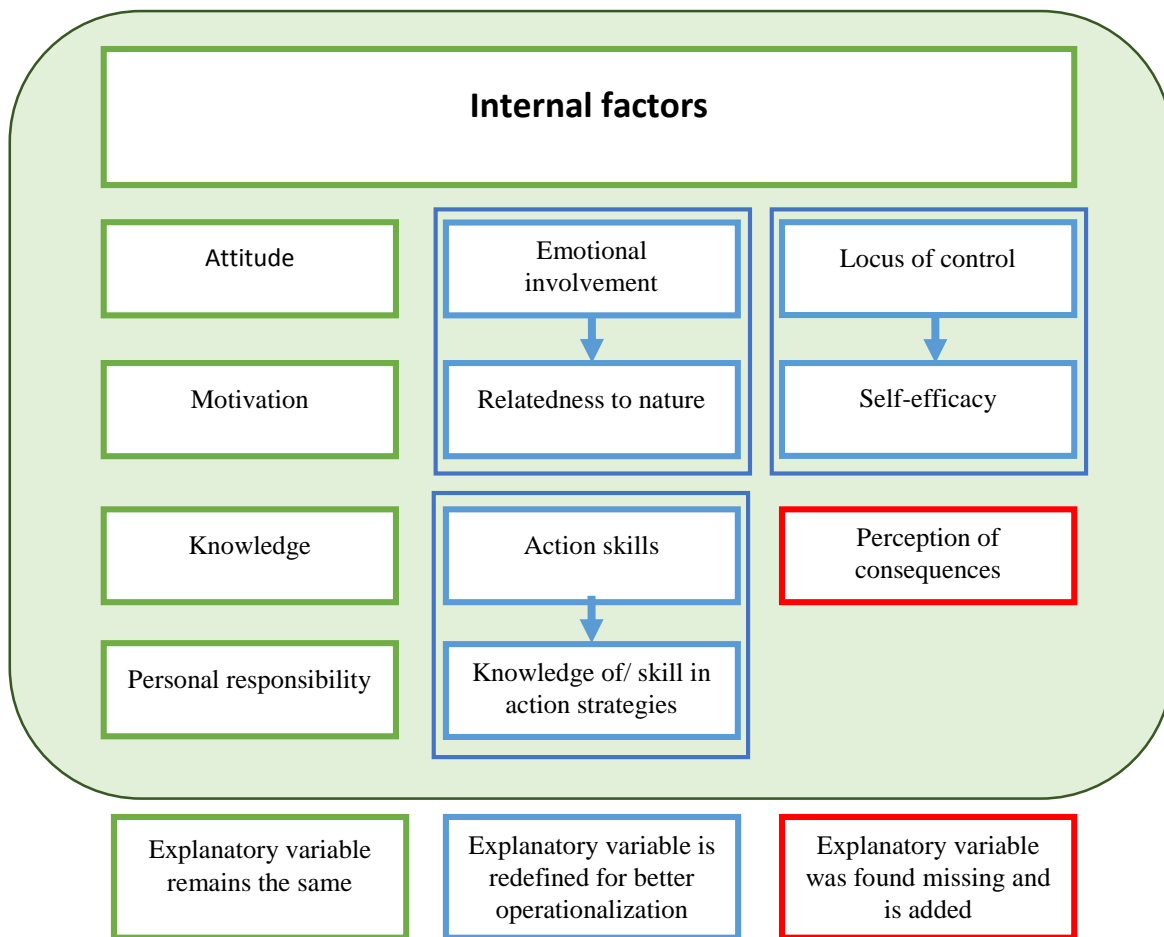 Internal factors
Attitude
Emotional
involvement
Locus of control
Motivation
Relatedness to nature
Self-efficacy
Knowledge
Action skills
Perception of
consequences
Personal responsibility
Knowledge of/ skill in
action strategies
Explanatory variable
remains the same
Explanatory variable is
redefined for better
operationalization
Explanatory variable
was found missing and
is added